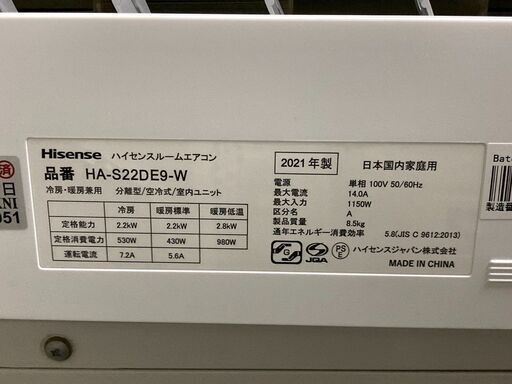 Hisense ハイセンスルームエアコン
品番 HA-S22DE9-W
冷房・暖房兼用 分離型/空冷式/室内ユニット
冷房 暖房標準 暖房低温
定格能力 2.2kW 2.2kW 2.8kW
定格消費電力 530W 430W 980W
運転電流 7.2A 5.6A
2021年製 日本国内家庭用
電源 単相 100V 50/60Hz
最大電流 14.0A
最大入力 1150W
区分名 A
質量 8.5kg
通年エネルギー消費効率 5.8(JIS C 9612:2013)
G JQA PS E ハイセンスジャパン株式会社
MADE IN CHINA
済
日
KNI
051
Bat
製造番